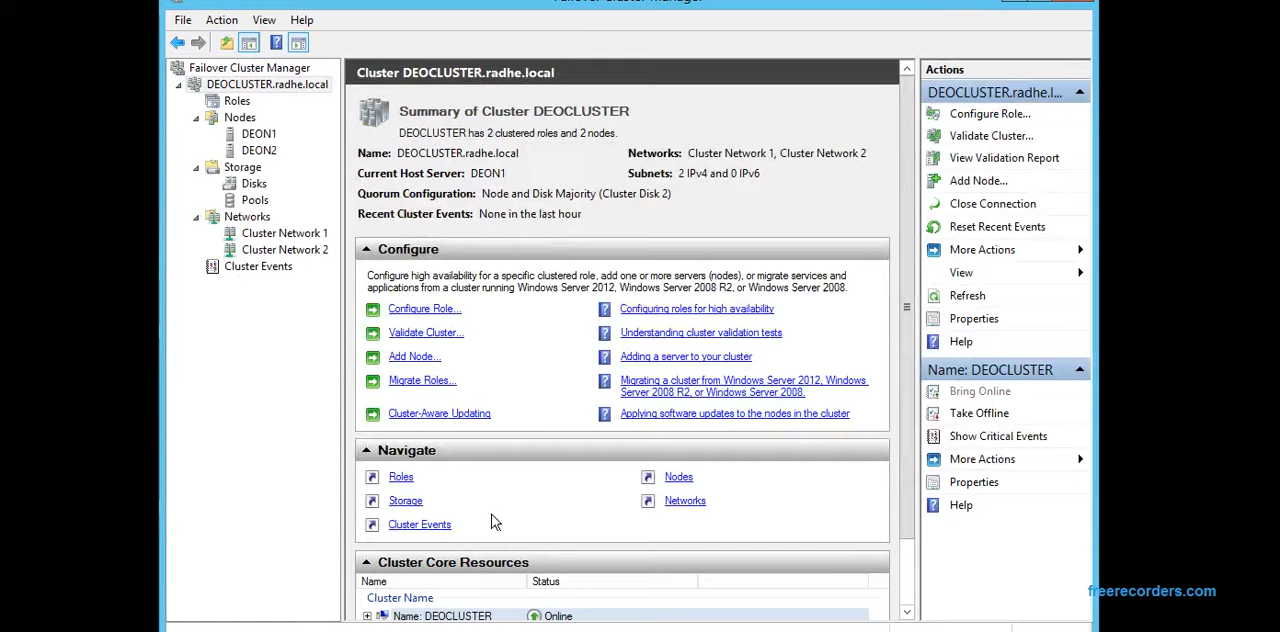 Failover Cluster Manager
File Action View Help
Failover Cluster Manager
DEOCLUSTER.radhe.local
Roles
Nodes
DEON1
DEON2
Storage
Disks
Pools
Networks
Cluster Network 1
Cluster Network 2
Cluster Events
Cluster DEOCLUSTER.radhe.local
Summary of Cluster DEOCLUSTER
DEOCLUSTER has 2 clustered roles and 2 nodes.
Name: DEOCLUSTER.radhe.local
Networks: Cluster Network 1, Cluster Network 2
Current Host Server: DEON1
Subnets: 2 IPv4 and 0 IPv6
Quorum Configuration: Node and Disk Majority (Cluster Disk 2)
Recent Cluster Events: None in the last hour
Configure
Configure high availability for a specific clustered role, add one or more servers (nodes), or migrate services and
applications from a cluster running Windows Server 2012, Windows Server 2008 R2, or Windows Server 2008.
Configure Role...
Configuring roles for high availability
Validate Cluster...
Understanding cluster validation tests
Add Node...
Adding a server to your cluster
Migrate Roles...
Migrating a cluster from Windows Server 2012, Windows
Server 2008 R2, or Windows Server 2008.
Cluster-Aware Updating
Applying software updates to the nodes in the cluster
Navigate
Roles
Nodes
Storage
Networks
Cluster Events
Cluster Core Resources
Name Status
Cluster Name
Name: DEOCLUSTER Online
Actions
DEOCLUSTER.radhe.l...
Configure Role...
Validate Cluster...
View Validation Report
Add Node...
Close Connection
Reset Recent Events
More Actions
View
Refresh
Properties
Help
Name: DEOCLUSTER
Bring Online
Take Offline
Show Critical Events
More Actions
Properties
Help
freerecorders.com